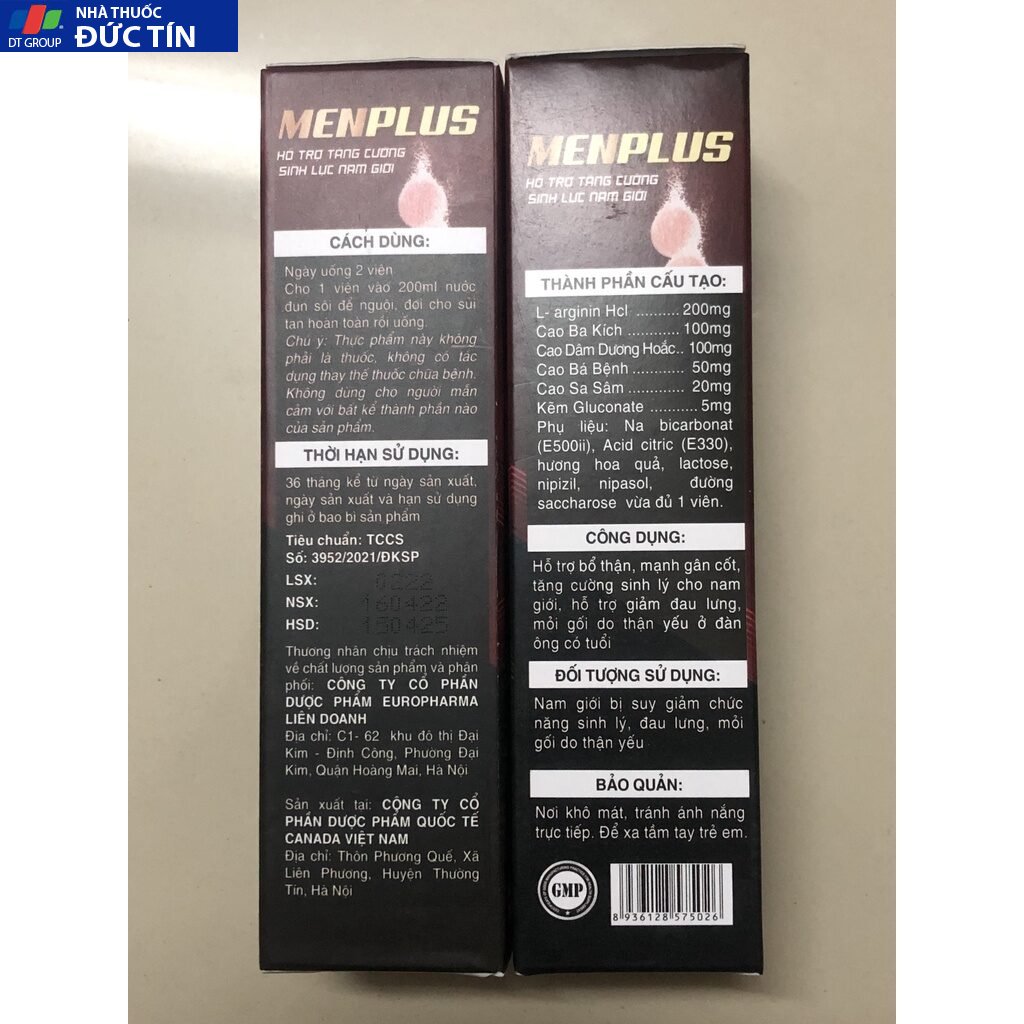 DT GROUP
NHÀ THUỐC
ĐỨC TÍN
MENPLUS
HỖ TRỢ TĂNG CƯỜNG
SINH LỰC NAM GIỚI
CÁCH DÙNG:
Ngày uống 2 viên
Cho 1 viên vào 200ml nước
đun sôi để nguội, đợi cho sủi
tan hoàn toàn rồi uống.
Chú ý: Thực phẩm này không
phải là thuốc, không có tác
dụng thay thế thuốc chữa bệnh.
Không dùng cho người mẫn
cảm với bất kể thành phần nào
của sản phẩm.
THỜI HẠN SỬ DỤNG:
36 tháng kể từ ngày sản xuất,
ngày sản xuất và hạn sử dụng
ghi ở bao bì sản phẩm
Tiêu chuẩn: TCCS
Số: 3952/2021/ĐKSP
LSX: 0222
NSX: 160422
HSD: 150425
Thương nhân chịu trách nhiệm
về chất lượng sản phẩm và phân
phối: CÔNG TY CỔ PHẦN
DƯỢC PHẨM EUROPHARMA
LIÊN DOANH
Địa chỉ: C1- 62 khu đô thị Đại
Kim - Định Công, Phường Đại
Kim, Quận Hoàng Mai, Hà Nội
Sản xuất tại: CÔNG TY CỔ
PHẦN DƯỢC PHẨM QUỐC TẾ
CANADA VIỆT NAM
Địa chỉ: Thôn Phương Quế, Xã
Liên Phương, Huyện Thường
Tín, Hà Nội
MENPLUS
HỖ TRỢ TĂNG CƯỜNG
SINH LỰC NAM GIỚI
THÀNH PHẦN CẤU TẠO:
L- arginin Hcl .......... 200mg
Cao Ba Kích ............ 100mg
Cao Dâm Dương Hoắc.. 100mg
Cao Bá Bệnh ............ 50mg
Cao Sa Sâm ............. 20mg
Kẽm Gluconate ........... 5mg
Phụ liệu: Na bicarbonat
(E500ii), Acid citric (E330),
hương hoa quả, lactose,
nipizil, nipasol, đường
saccharose vừa đủ 1 viên.
CÔNG DỤNG:
Hỗ trợ bổ thận, mạnh gân cốt,
tăng cường sinh lý cho nam
giới, hỗ trợ giảm đau lưng,
mỏi gối do thận yếu ở đàn
ông có tuổi
ĐỐI TƯỢNG SỬ DỤNG:
Nam giới bị suy giảm chức
năng sinh lý, đau lưng, mỏi
gối do thận yếu
BẢO QUẢN:
Nơi khô mát, tránh ánh nắng
trực tiếp. Để xa tầm tay trẻ em.
GMP
8 936128 575026